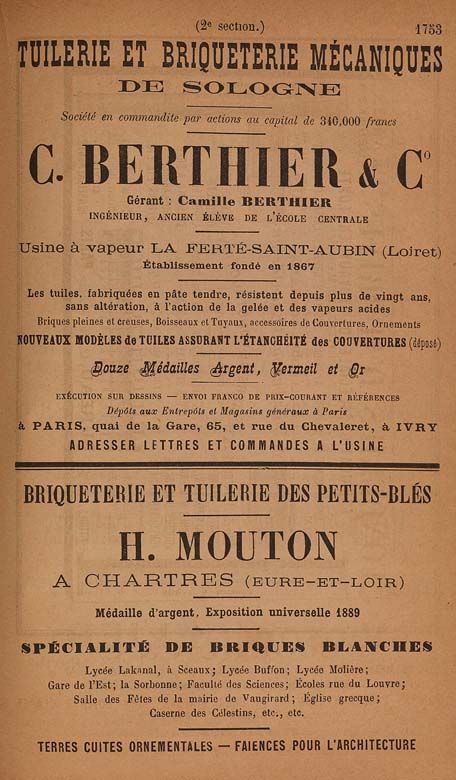 (2e section.) 1753
TUILERIE ET BRIQUETERIE MÉCANIQUES
DE SOLOGNE
Société en commandite par actions au capital de 340,000 francs
C. BERTHIER & Co
Gérant : Camille BERTHIER
INGÉNIEUR, ANCIEN ÉLÈVE DE L'ÉCOLE CENTRALE
Usine à vapeur LA FERTÉ-SAINT-AUBIN (Loiret)
Établissement fondé en 1867
Les tuiles, fabriquées en pâte tendre, résistent depuis plus de vingt ans,
sans altération, à l'action de la gelée et des vapeurs acides
Briques pleines et creuses, Boisseaux et Tuyaux, accessoires de Couvertures, Ornements
NOUVEAUX MODÈLES de TUILES ASSURANT L'ÉTANCHÉITÉ des COUVERTURES (déposé)
Douze Médailles Argent, Vermeil et Or
EXÉCUTION SUR DESSINS — ENVOI FRANCO DE PRIX-COURANT ET RÉFÉRENCES
Dépôts aux Entrepôts et Magasins généraux à Paris
à PARIS, quai de la Gare, 65, et rue du Chevaleret, à IVRY
ADRESSER LETTRES ET COMMANDES A L'USINE
BRIQUETERIE ET TUILERIE DES PETITS-BLÉS
H. MOUTON
A CHARTRES (EURE-ET-LOIR)
Médaille d'argent, Exposition universelle 1889
SPÉCIALITÉ DE BRIQUES BLANCHES
Lycée Lakanal, à Sceaux; Lycée Buffon; Lycée Molière;
Gare de l'Est; la Sorbonne; Faculté des Sciences; Écoles rue du Louvre;
Salle des Fêtes de la mairie de Vaugirard; Église grecque;
Caserne des Célestins, etc., etc.
TERRES CUITES ORNEMENTALES — FAIENCES POUR L'ARCHITECTURE